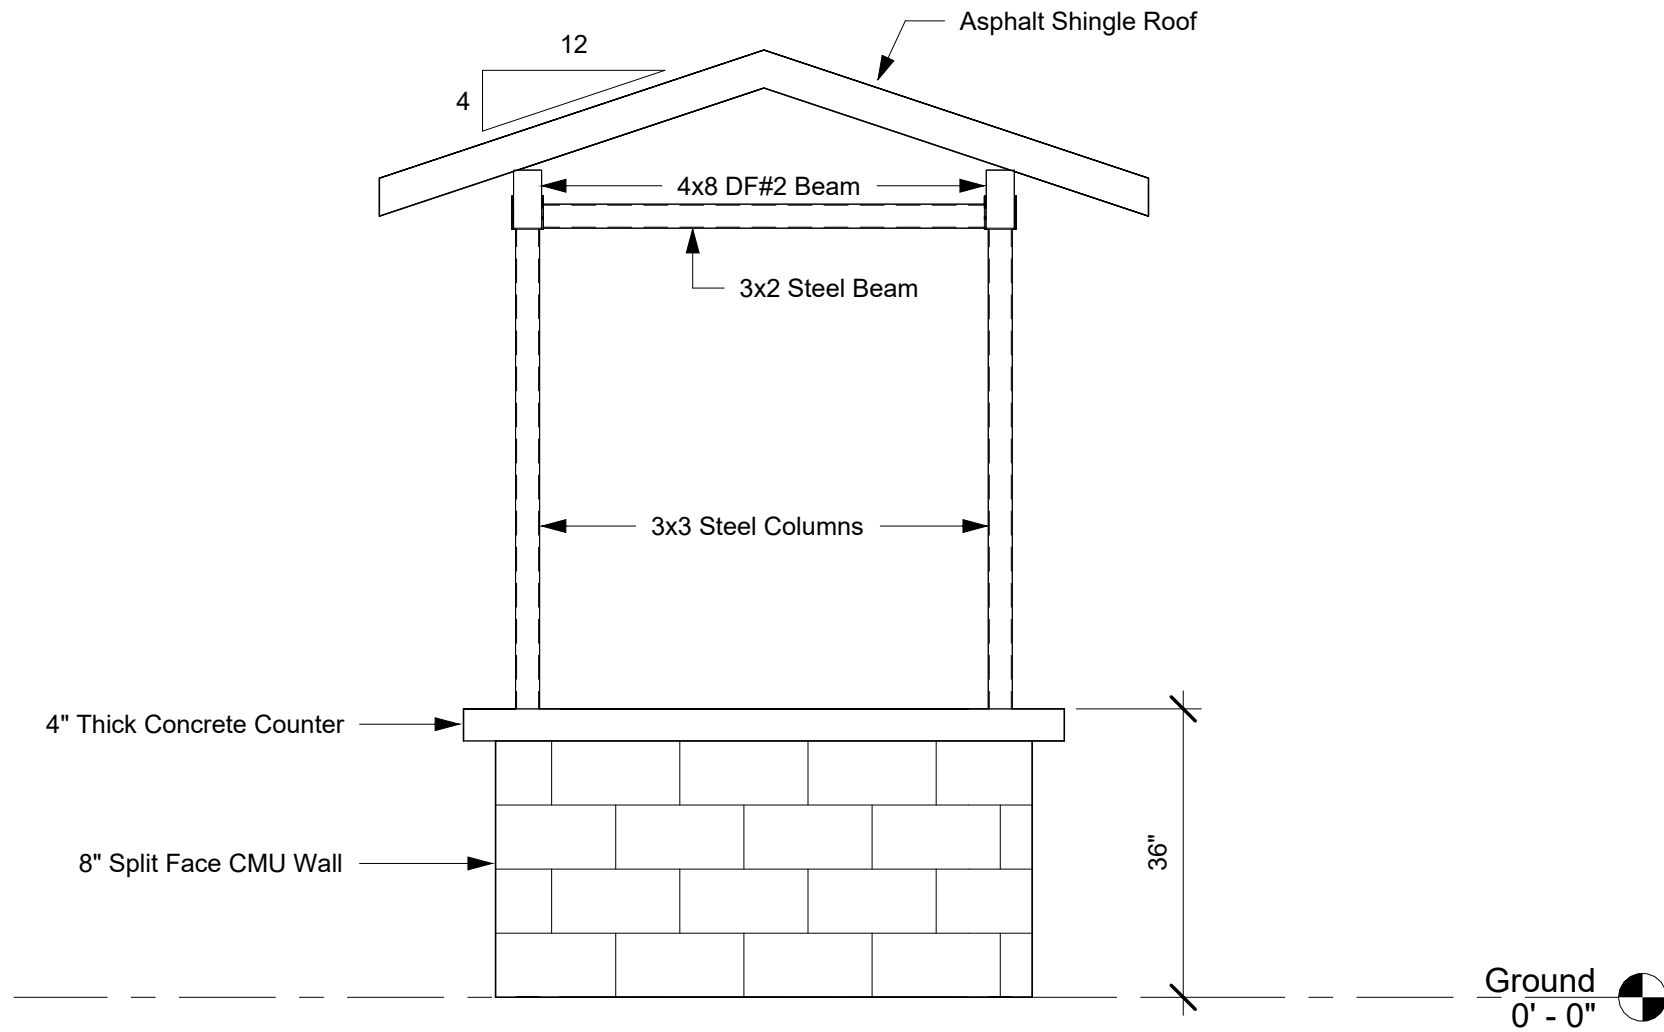 Asphalt Shingle Roof
12
4
4x8 DF#2 Beam
3x2 Steel Beam
3x3 Steel Columns
4" Thick Concrete Counter
8" Split Face CMU Wall
36"
Ground
0' - 0"